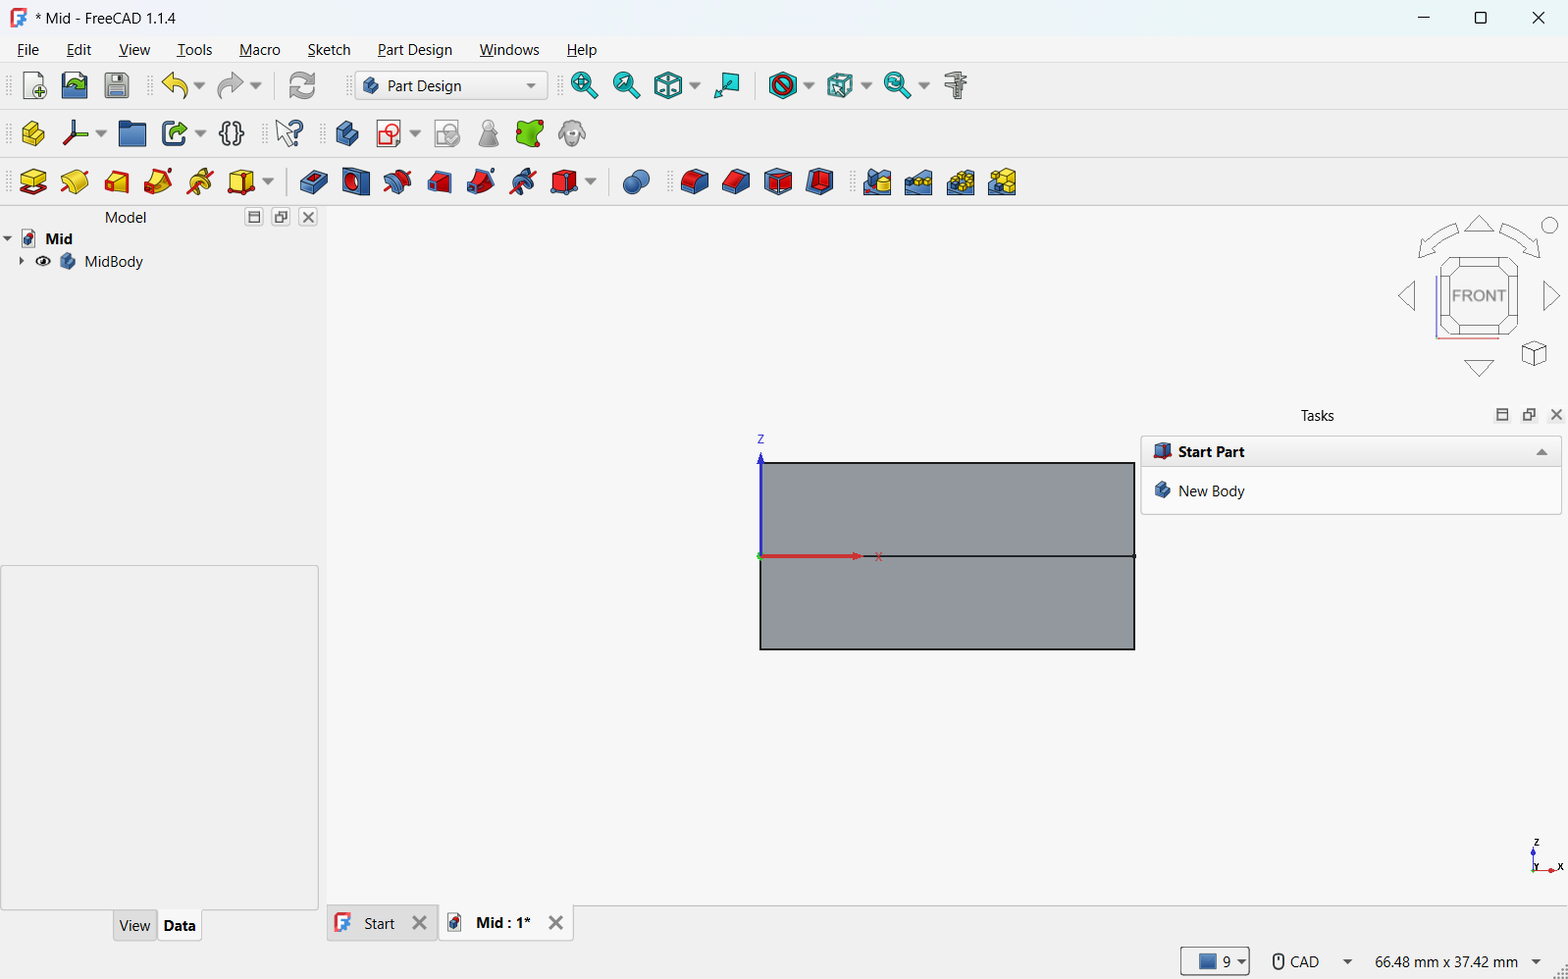 * Mid - FreeCAD 1.1.4
File Edit View Tools Macro Sketch Part Design Windows Help
Part Design
Model
Mid
MidBody
FRONT
Tasks
Start Part
New Body
Z
X
Z
Y
X
View Data
Start Mid : 1*
9 CAD 66.48 mm x 37.42 mm